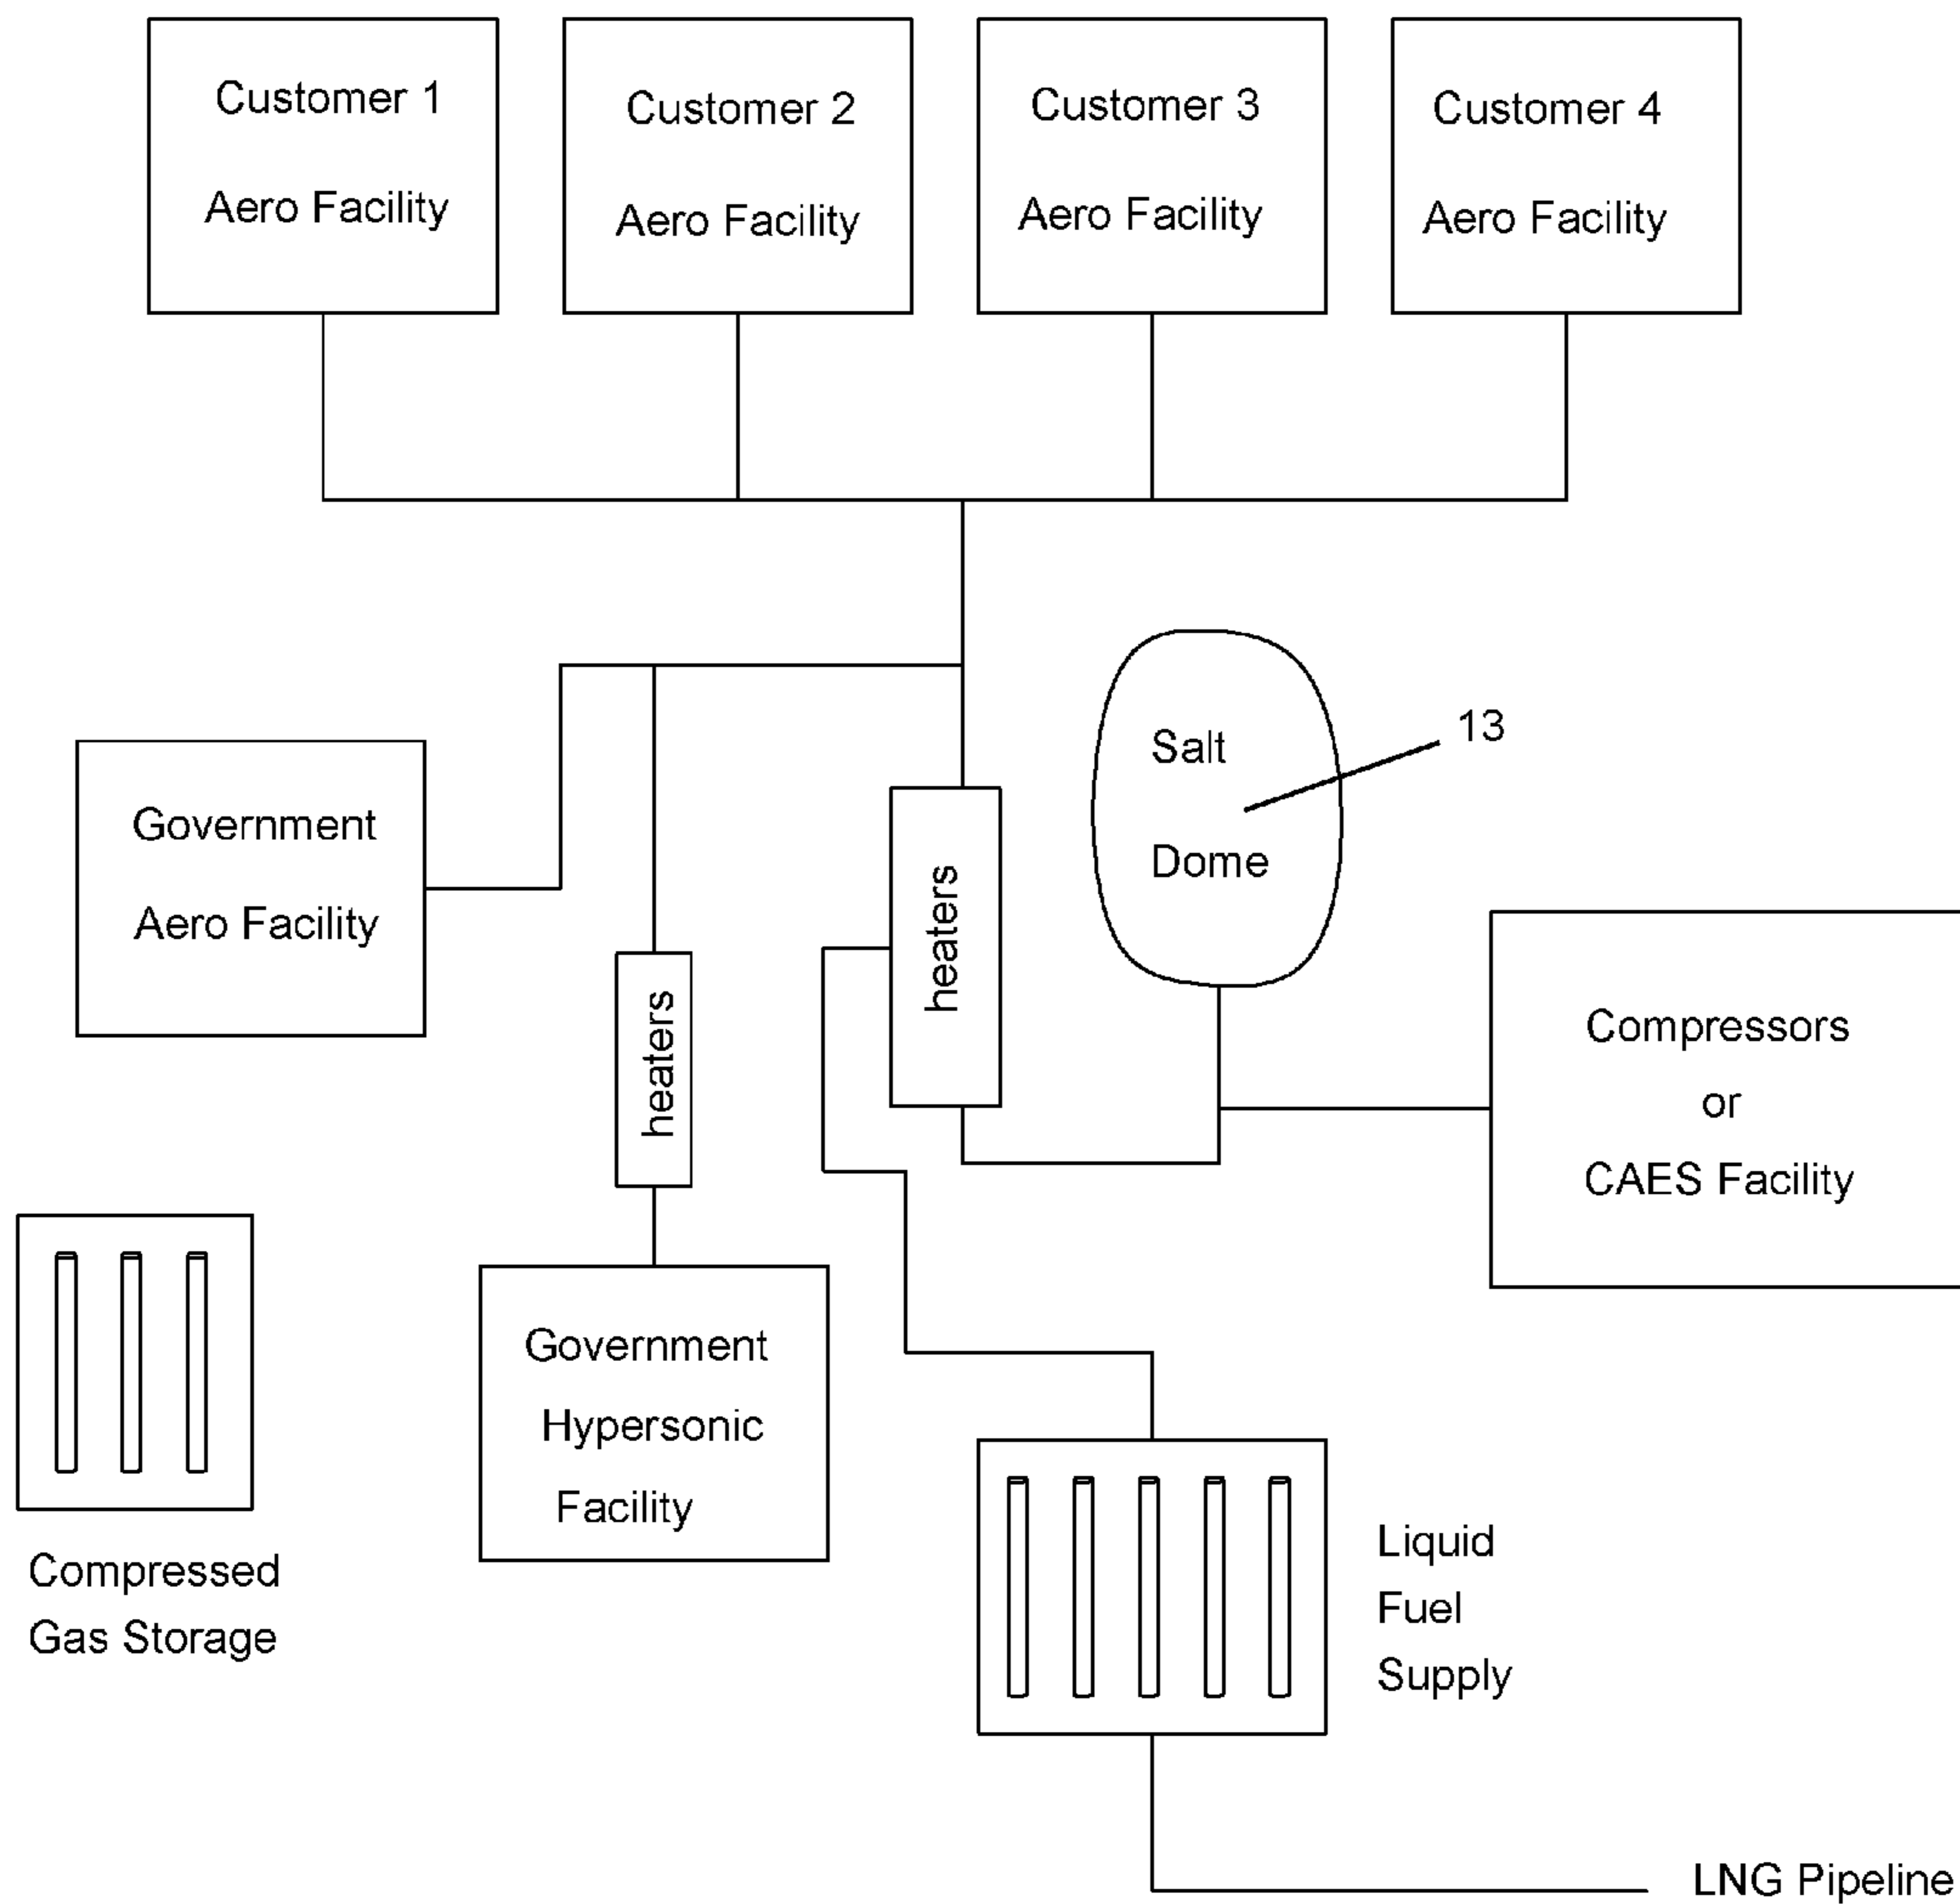 Customer 1
Aero Facility
Customer 2
Aero Facility
Customer 3
Aero Facility
Customer 4
Aero Facility
Salt
Dome
13
Government
Aero Facility
heaters
heaters
Compressors
or
CAES Facility
Government
Hypersonic
Facility
Compressed
Gas Storage
Liquid
Fuel
Supply
LNG Pipeline